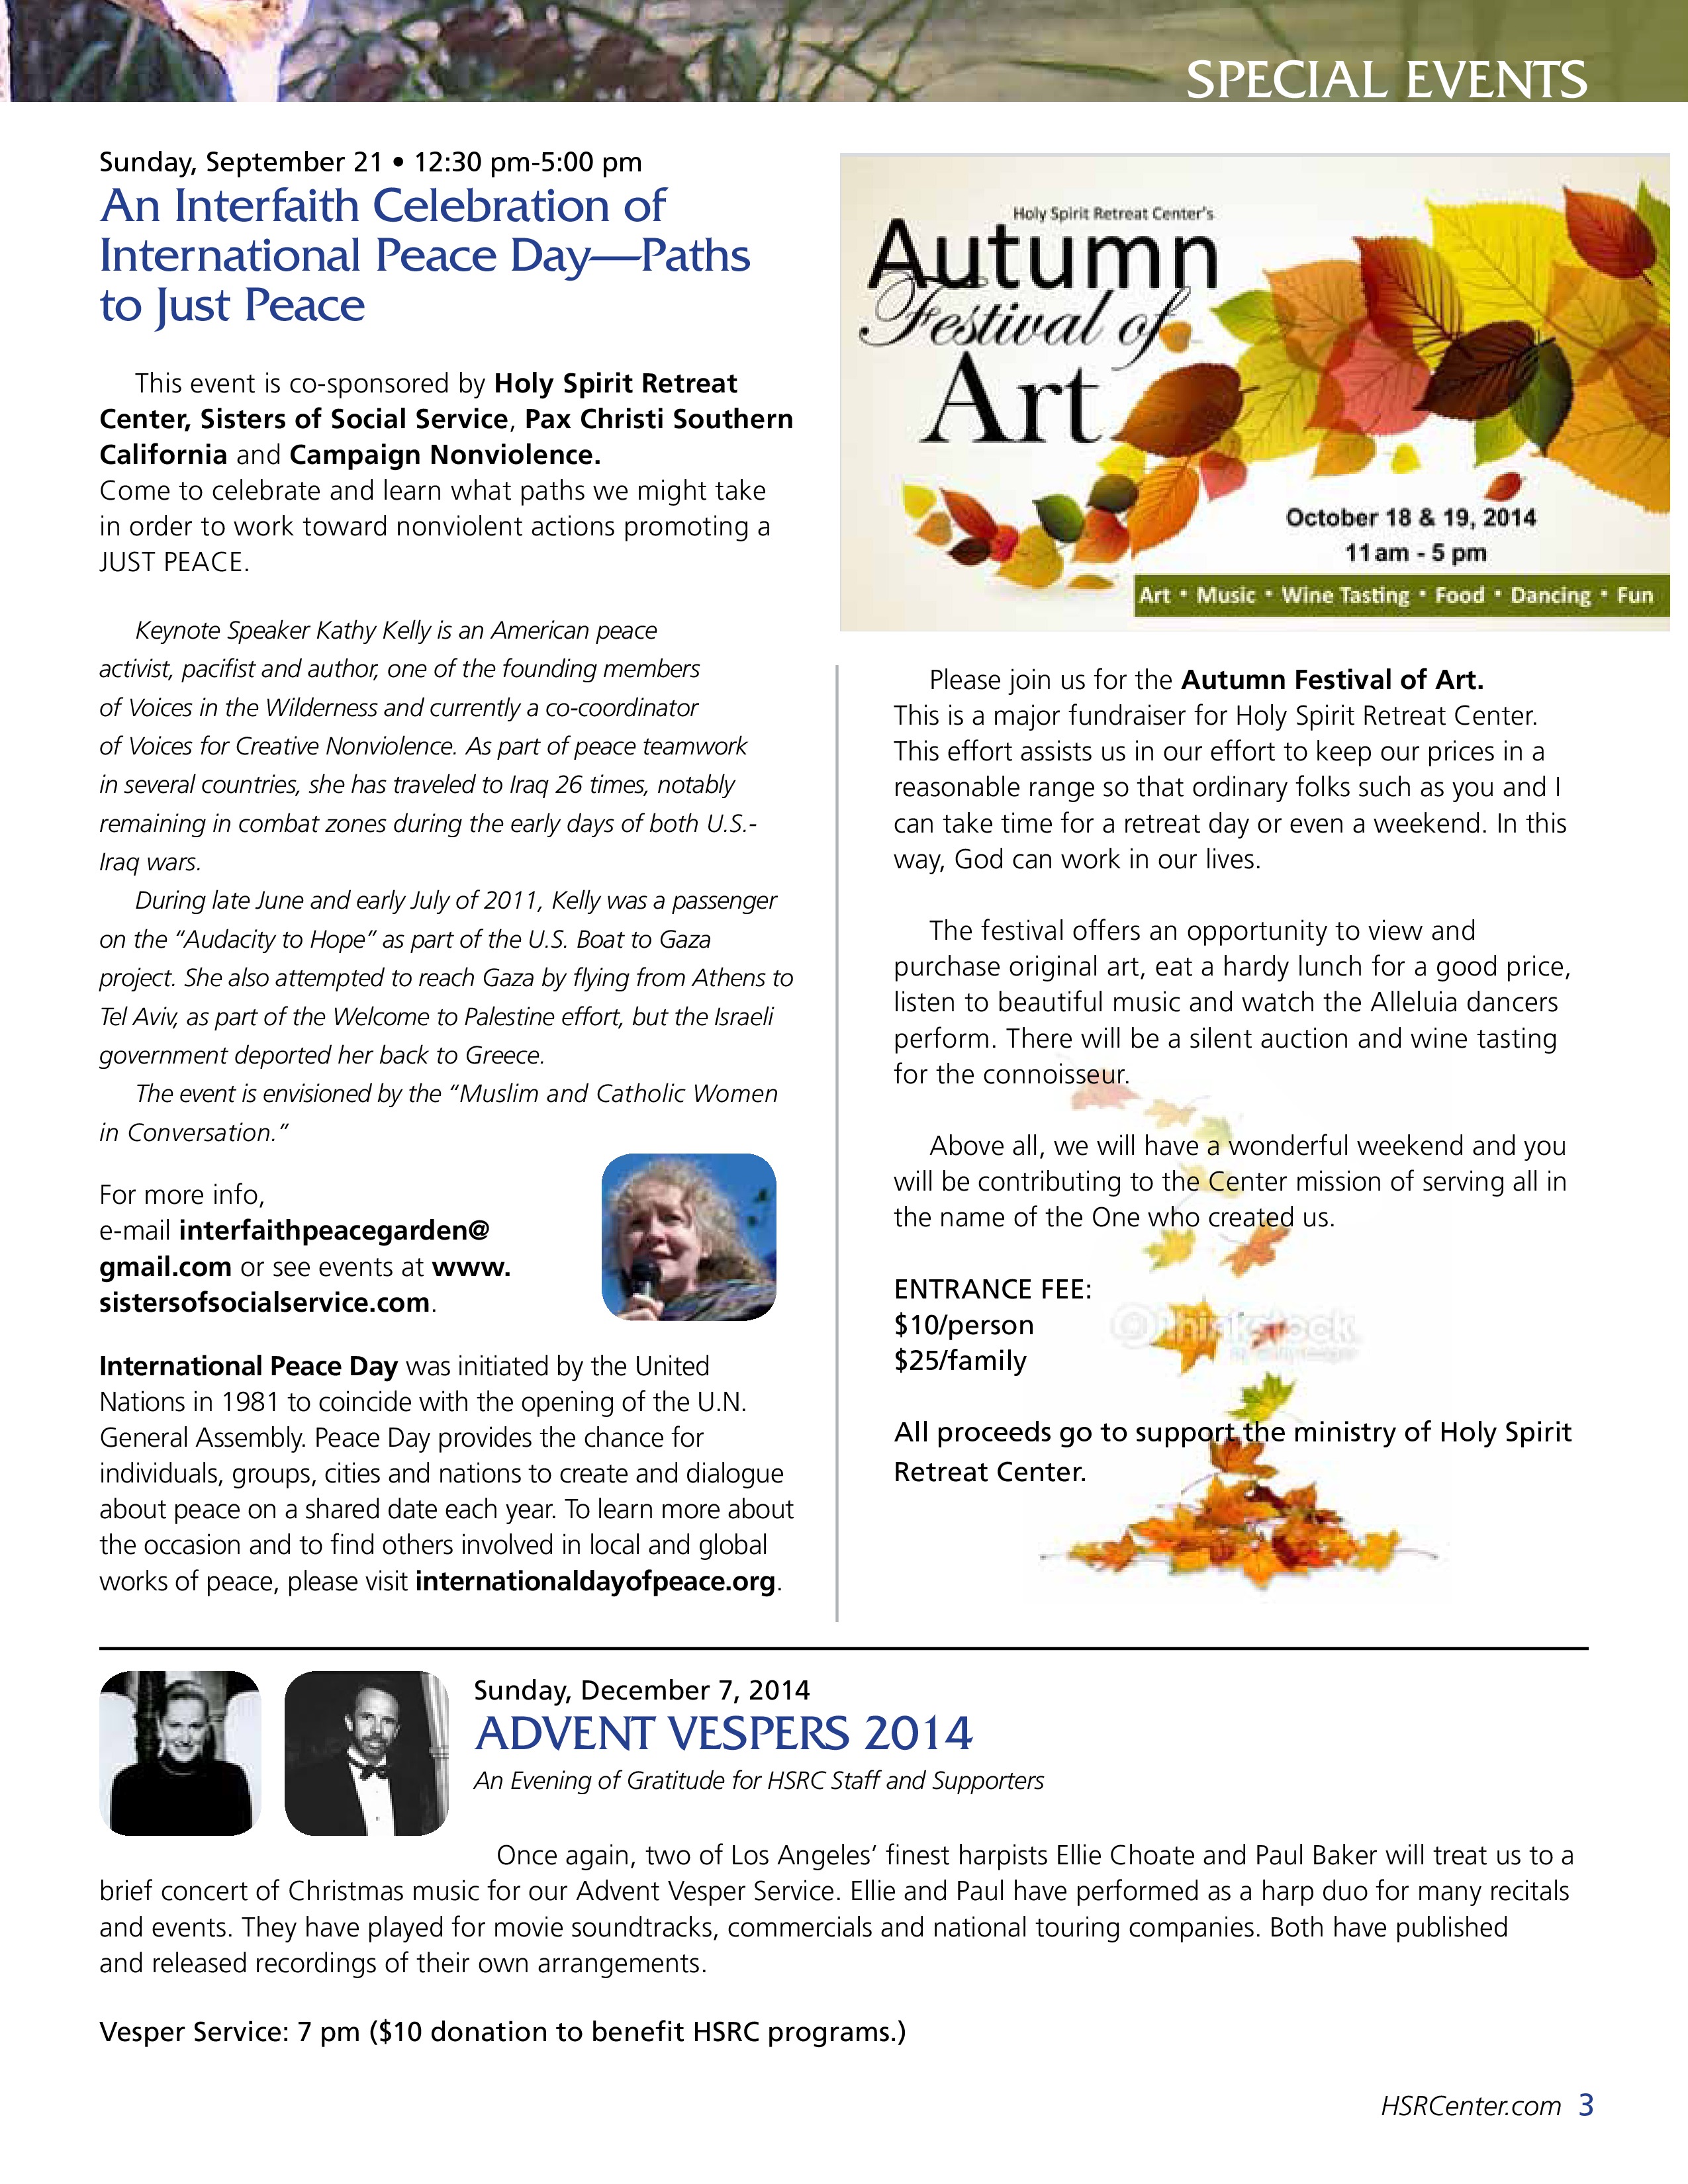 SPECIAL EVENTS
Sunday, September 21 • 12:30 pm-5:00 pm
An Interfaith Celebration of
International Peace Day—Paths
to Just Peace
This event is co-sponsored by Holy Spirit Retreat
Center, Sisters of Social Service, Pax Christi Southern
California and Campaign Nonviolence.
Come to celebrate and learn what paths we might take
in order to work toward nonviolent actions promoting a
JUST PEACE.
Keynote Speaker Kathy Kelly is an American peace
activist, pacifist and author, one of the founding members
of Voices in the Wilderness and currently a co-coordinator
of Voices for Creative Nonviolence. As part of peace teamwork
in several countries, she has traveled to Iraq 26 times, notably
remaining in combat zones during the early days of both U.S.-
Iraq wars.
During late June and early July of 2011, Kelly was a passenger
on the “Audacity to Hope” as part of the U.S. Boat to Gaza
project. She also attempted to reach Gaza by flying from Athens to
Tel Aviv, as part of the Welcome to Palestine effort, but the Israeli
government deported her back to Greece.
The event is envisioned by the “Muslim and Catholic Women
in Conversation.”
For more info,
e-mail interfaithpeacegarden@
gmail.com or see events at www.
sistersofsocialservice.com.
International Peace Day was initiated by the United
Nations in 1981 to coincide with the opening of the U.N.
General Assembly. Peace Day provides the chance for
individuals, groups, cities and nations to create and dialogue
about peace on a shared date each year. To learn more about
the occasion and to find others involved in local and global
works of peace, please visit internationaldayofpeace.org.
Holy Spirit Retreat Center's
Autumn
Festival of
Art
October 18 & 19, 2014
11 am - 5 pm
Art • Music • Wine Tasting • Food • Dancing • Fun
Please join us for the Autumn Festival of Art.
This is a major fundraiser for Holy Spirit Retreat Center.
This effort assists us in our effort to keep our prices in a
reasonable range so that ordinary folks such as you and I
can take time for a retreat day or even a weekend. In this
way, God can work in our lives.
The festival offers an opportunity to view and
purchase original art, eat a hardy lunch for a good price,
listen to beautiful music and watch the Alleluia dancers
perform. There will be a silent auction and wine tasting
for the connoisseur.
Above all, we will have a wonderful weekend and you
will be contributing to the Center mission of serving all in
the name of the One who created us.
ENTRANCE FEE:
$10/person
$25/family
thinkstock
All proceeds go to support the ministry of Holy Spirit
Retreat Center.
Sunday, December 7, 2014
ADVENT VESPERS 2014
An Evening of Gratitude for HSRC Staff and Supporters
Once again, two of Los Angeles’ finest harpists Ellie Choate and Paul Baker will treat us to a
brief concert of Christmas music for our Advent Vesper Service. Ellie and Paul have performed as a harp duo for many recitals
and events. They have played for movie soundtracks, commercials and national touring companies. Both have published
and released recordings of their own arrangements.
Vesper Service: 7 pm ($10 donation to benefit HSRC programs.)
HSRCenter.com 3